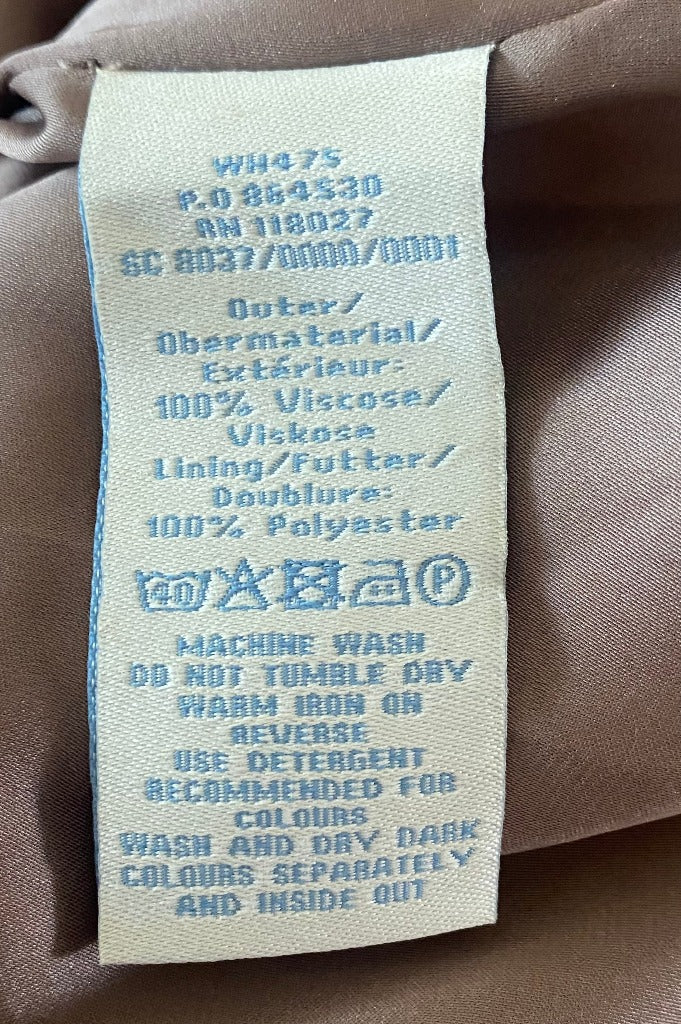 WH475
P.O 864530
RN 118027
SC 8037/0000/0001
Outer/
Obermaterial/
Extérieur:
100% Viscose/
Viskose
Lining/Futter/
Doublure:
100% Polyester
40 P
MACHINE WASH
DO NOT TUMBLE DRY
WARM IRON ON
REVERSE
USE DETERGENT
RECOMMENDED FOR
COLOURS
WASH AND DRY DARK
COLOURS SEPARATELY
AND INSIDE OUT